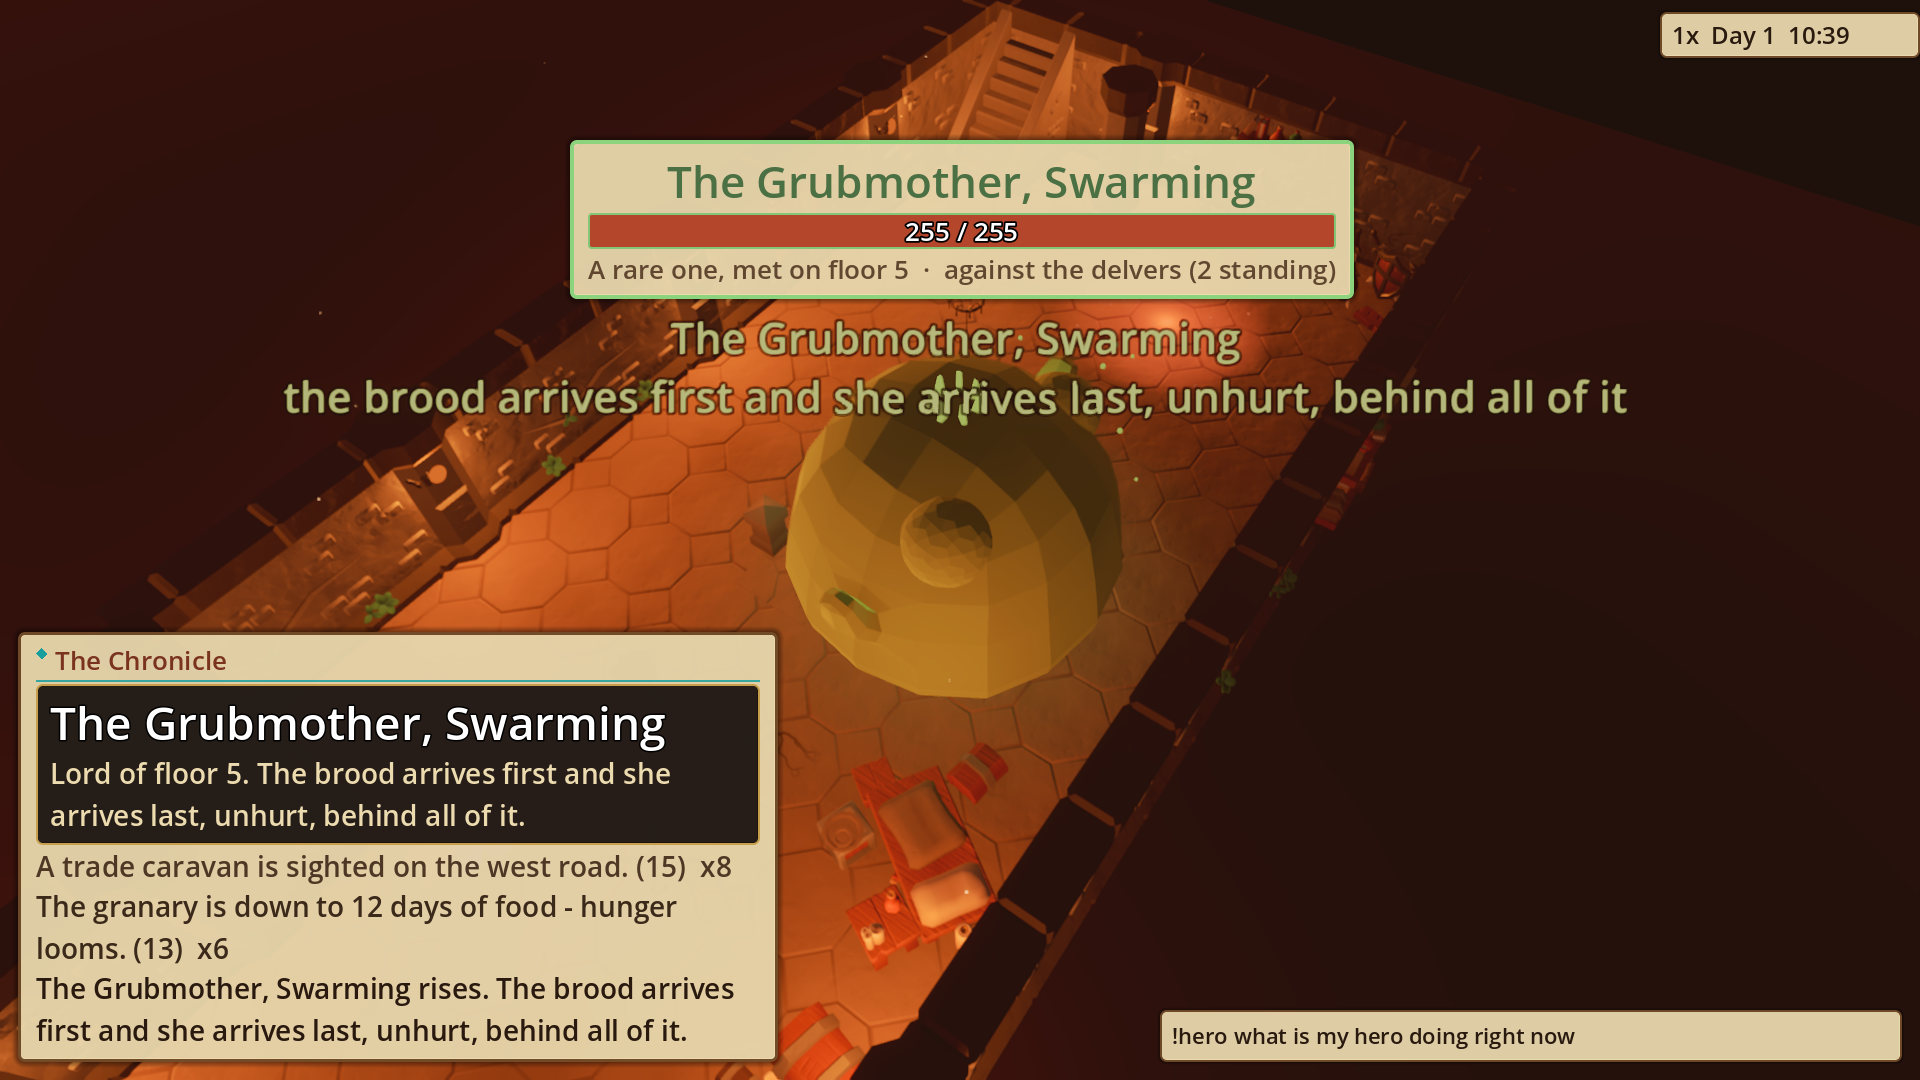 1x Day 1 10:39
The Grubmother, Swarming
255 / 255
A rare one, met on floor 5 · against the delvers (2 standing)
The Grubmother, Swarming
the brood arrives first and she arrives last, unhurt, behind all of it
The Chronicle
The Grubmother, Swarming
Lord of floor 5. The brood arrives first and she
arrives last, unhurt, behind all of it.
A trade caravan is sighted on the west road. (15) x8
The granary is down to 12 days of food - hunger
looms. (13) x6
The Grubmother, Swarming rises. The brood arrives
first and she arrives last, unhurt, behind all of it.
!hero what is my hero doing right now